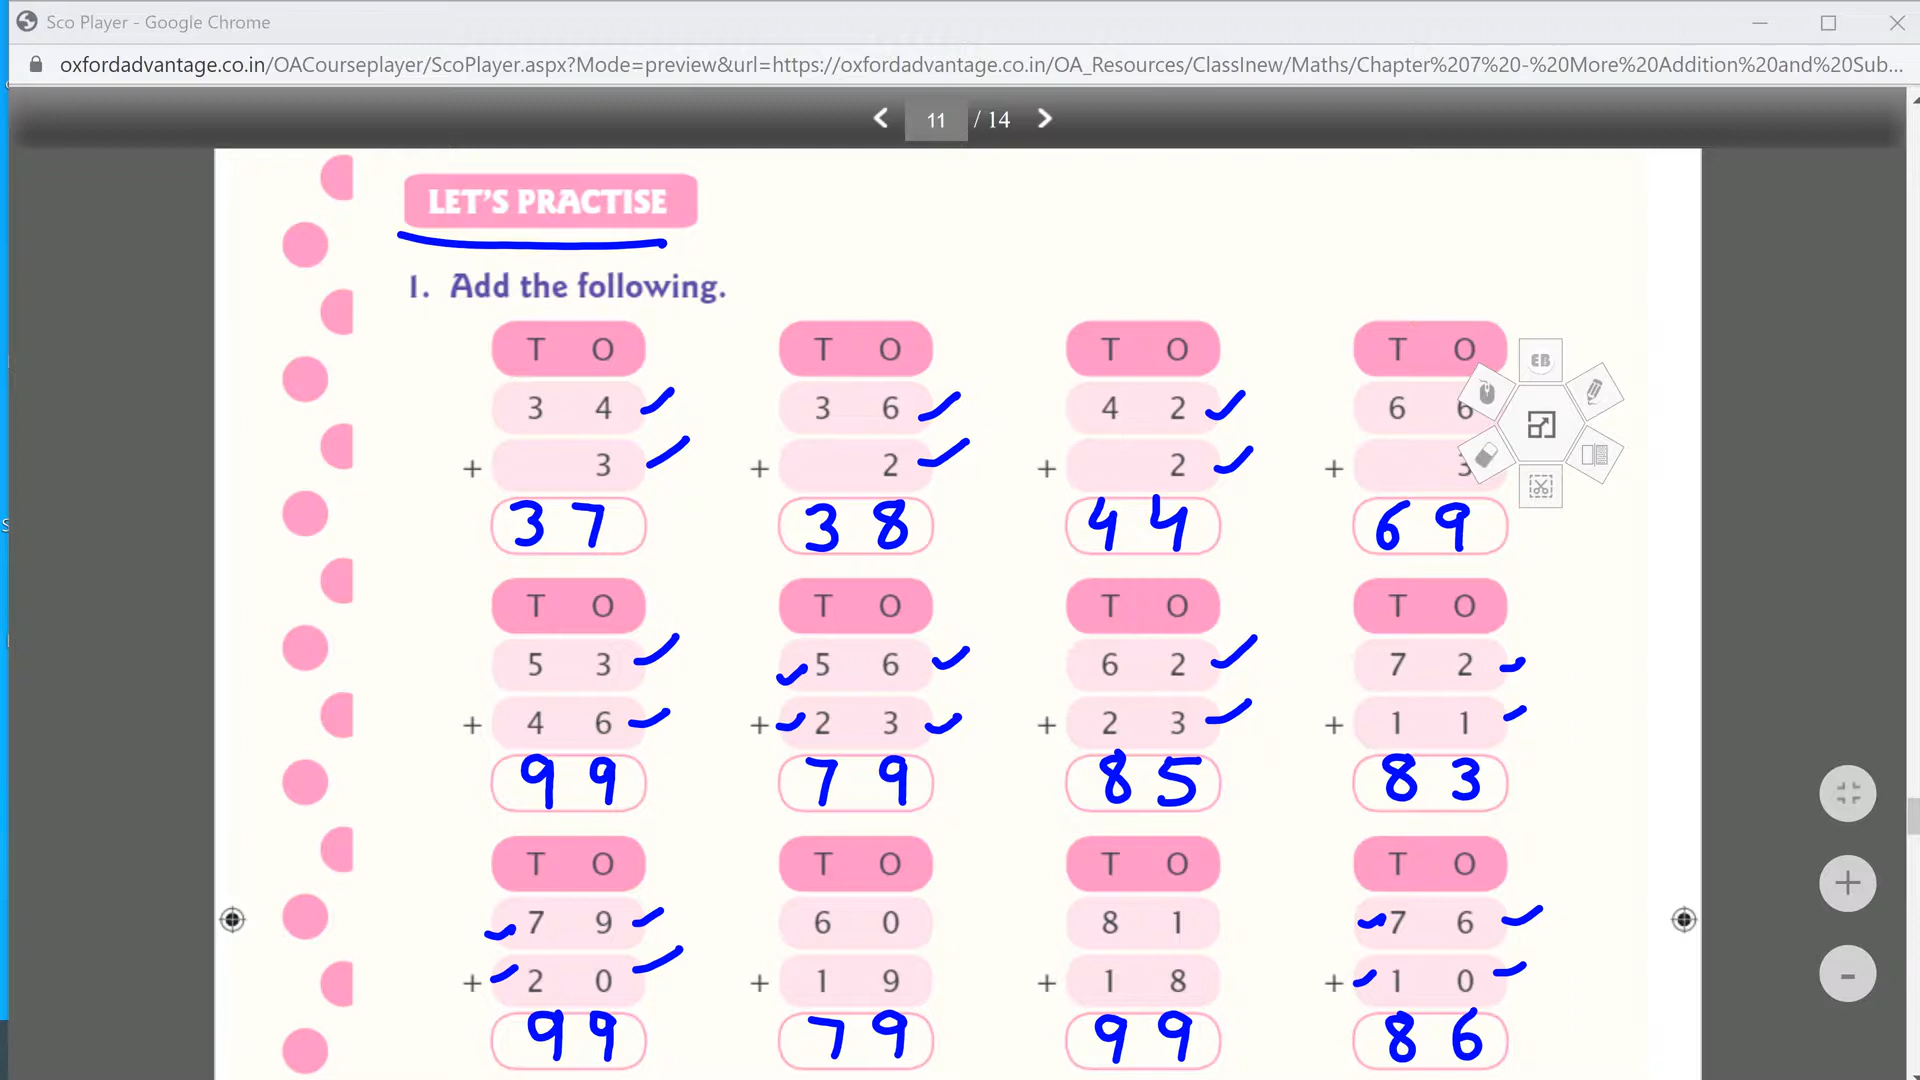 Sco Player - Google Chrome
oxfordadvantage.co.in/OACourseplayer/ScoPlayer.aspx?Mode=preview&url=https://oxfordadvantage.co.in/OA_Resources/ClassInew/Maths/Chapter%207%20-%20More%20Addition%20and%20Sub...
11 / 14
LET'S PRACTISE
1. Add the following.
T O T O T O T O
3 4 3 6 4 2 6 6
+ 3 + 2 + 2 + 3
3 7 3 8 4 4 6 9
EB
T O T O T O T O
5 3 5 6 6 2 7 2
+ 4 6 + 2 3 + 2 3 + 1 1
9 9 7 9 8 5 8 3
T O T O T O T O
7 9 6 0 8 1 7 6
+ 2 0 + 1 9 + 1 8 + 1 0
9 9 7 9 9 9 8 6